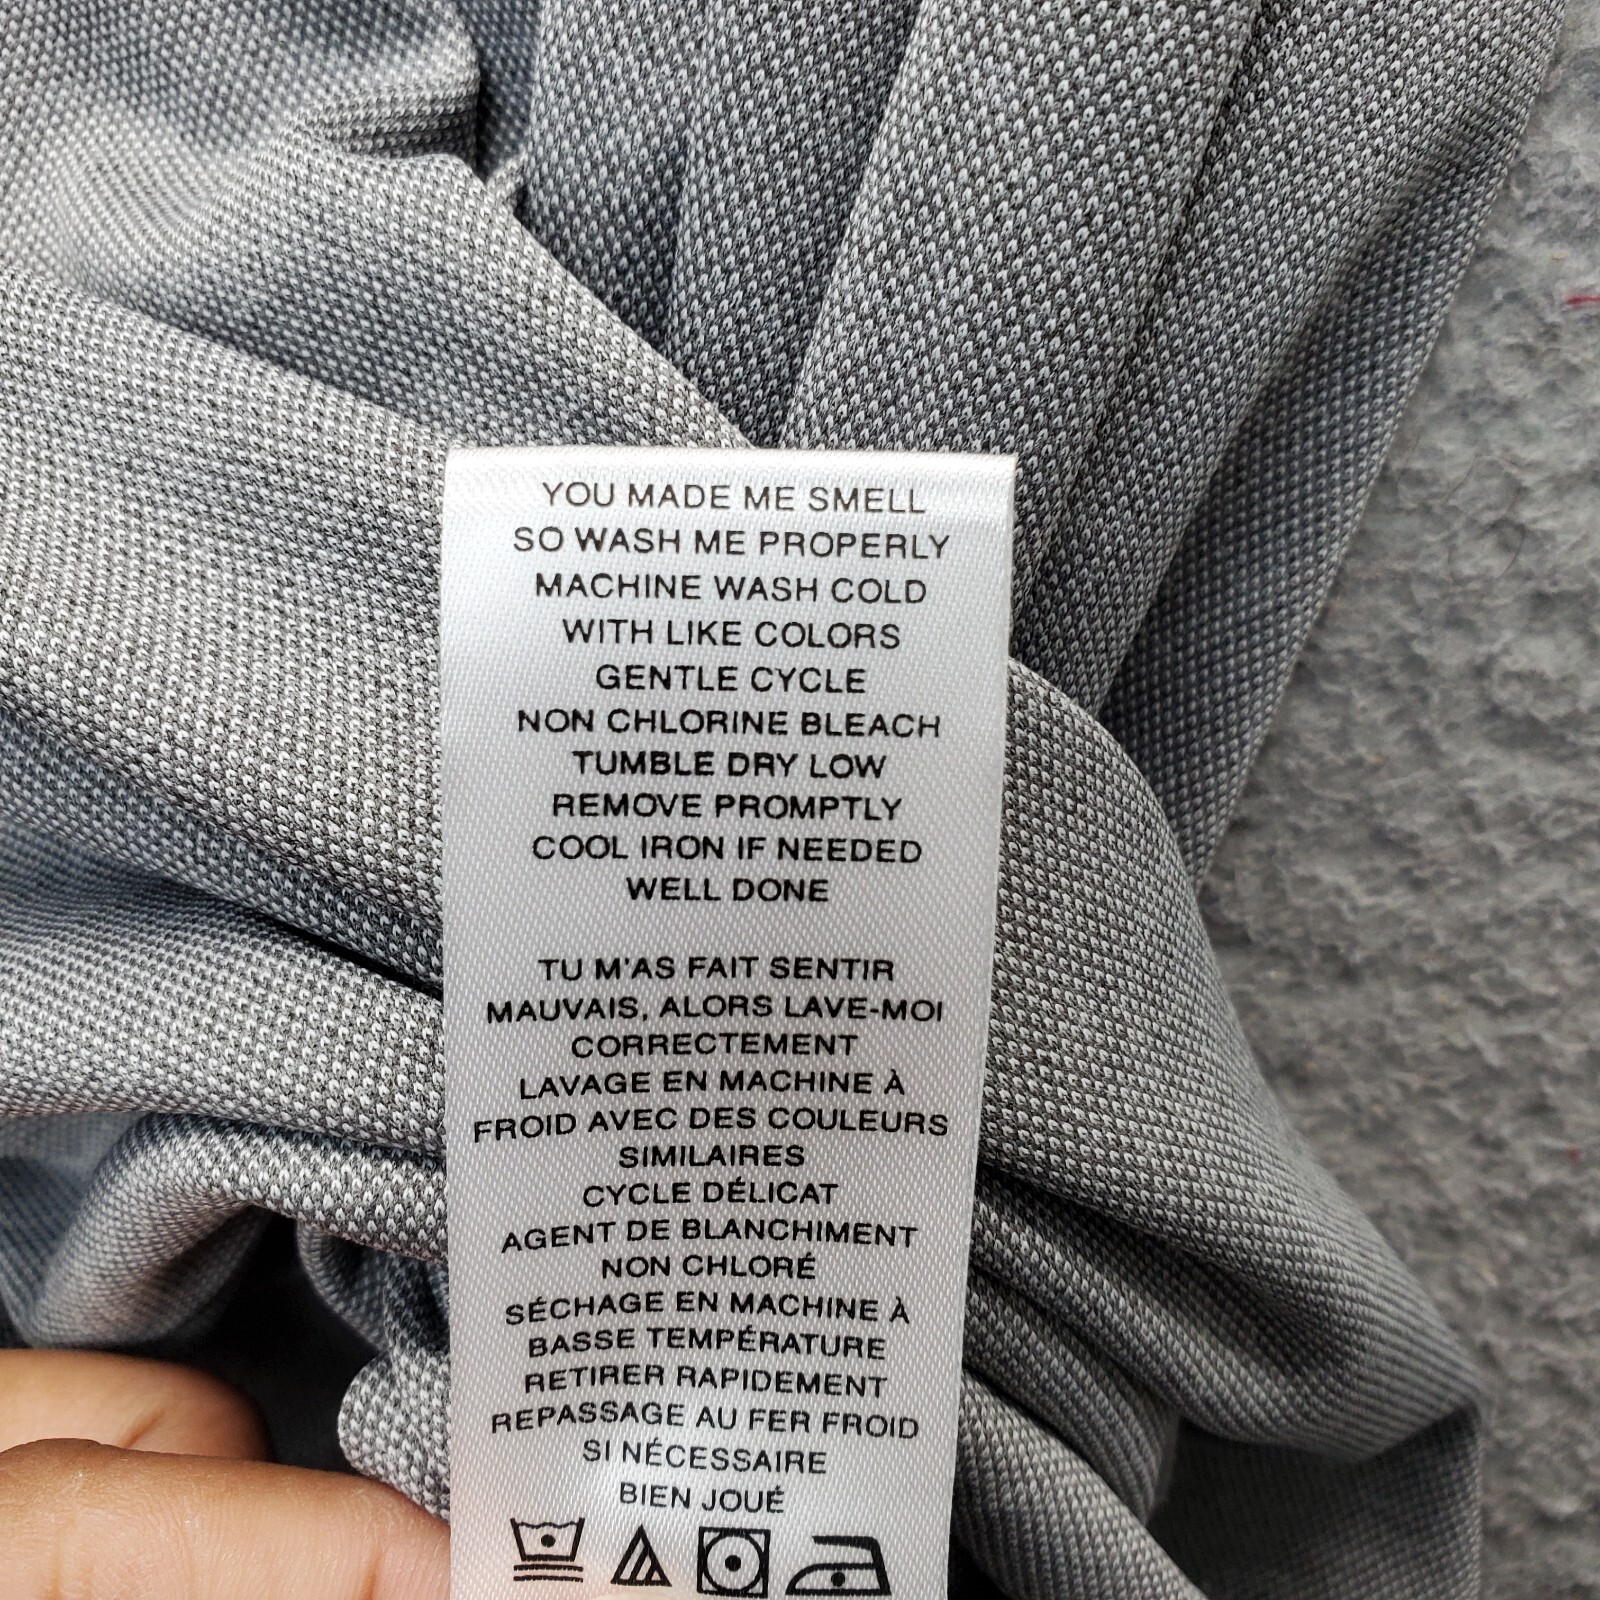 YOU MADE ME SMELL
SO WASH ME PROPERLY
MACHINE WASH COLD
WITH LIKE COLORS
GENTLE CYCLE
NON CHLORINE BLEACH
TUMBLE DRY LOW
REMOVE PROMPTLY
COOL IRON IF NEEDED
WELL DONE
TU M'AS FAIT SENTIR
MAUVAIS, ALORS LAVE-MOI
CORRECTEMENT
LAVAGE EN MACHINE À
FROID AVEC DES COULEURS
SIMILAIRES
CYCLE DÉLICAT
AGENT DE BLANCHIMENT
NON CHLORÉ
SÉCHAGE EN MACHINE À
BASSE TEMPÉRATURE
RETIRER RAPIDEMENT
REPASSAGE AU FER FROID
SI NÉCESSAIRE
BIEN JOUÉ